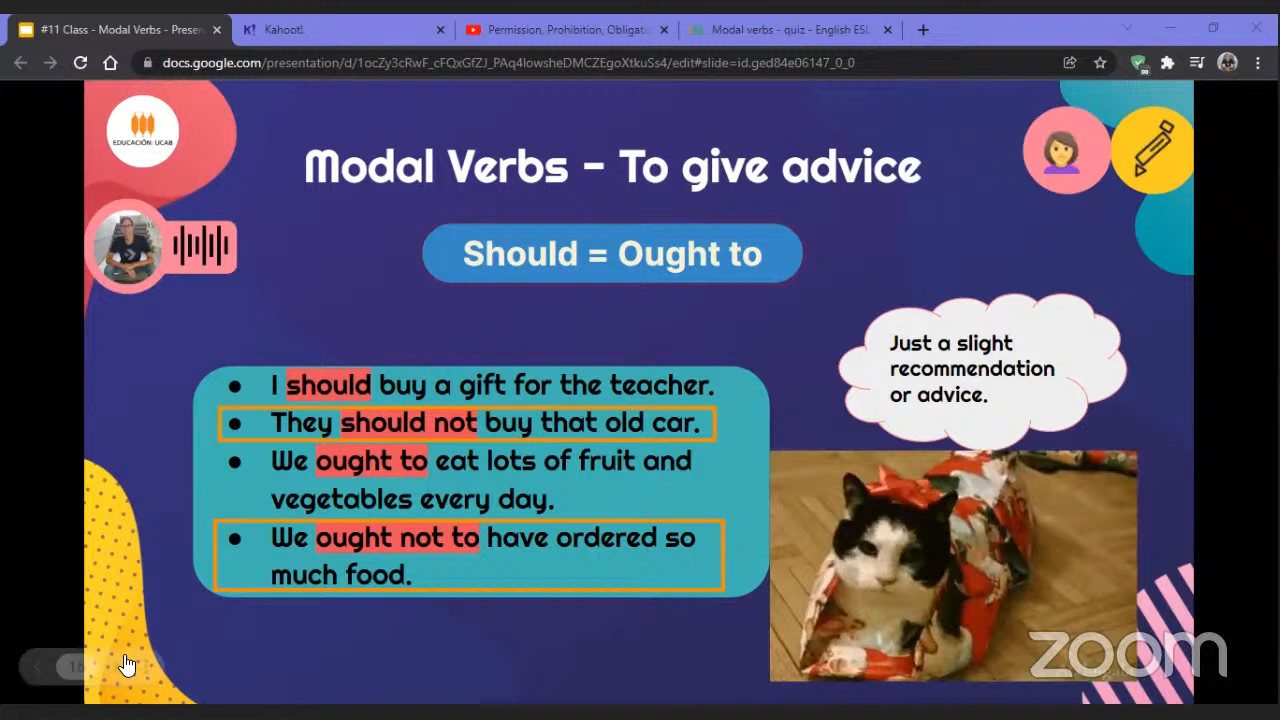 #11 Class - Modal Verbs - Presen
Kahoot!
Permission, Prohibition, Obligati
Modal verbs - quiz - English ESL
docs.google.com/presentation/d/1ocZy3cRwF_cFQxGfZJ_PAq4lowsheDMCZEgoXtkuSs4/edit#slide=id.ged84e06147_0_0
EDUCACIÓN UCAB
Modal Verbs - To give advice
Should = Ought to
Just a slight
recommendation
or advice.
● I should buy a gift for the teacher.
● They should not buy that old car.
● We ought to eat lots of fruit and
vegetables every day.
● We ought not to have ordered so
much food.
16
zoom